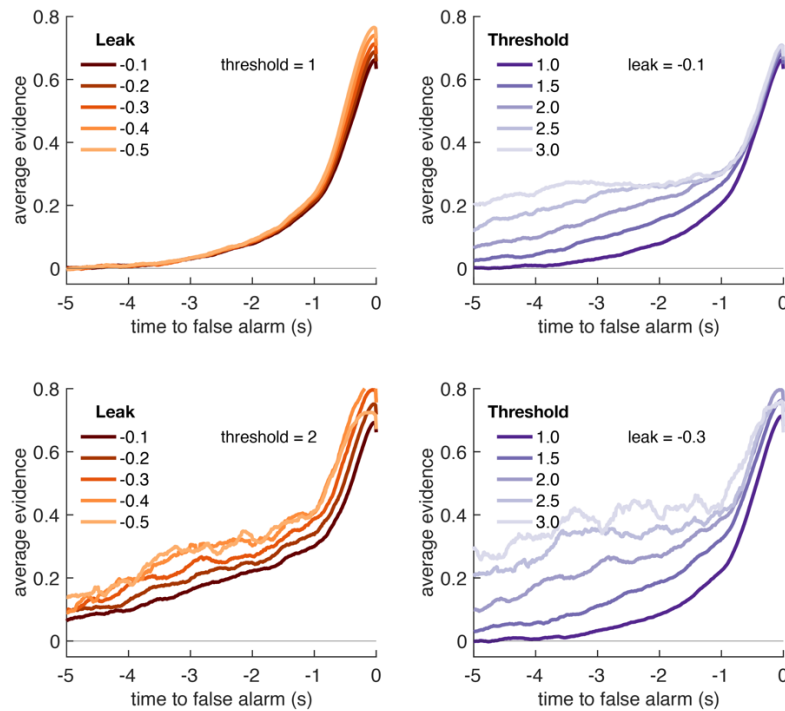 0.8
0.6
0.4
0.2
0
average evidence
Leak
-0.1
-0.2
-0.3
-0.4
-0.5
threshold = 1
-5 -4 -3 -2 -1 0
time to false alarm (s)
0.8
0.6
0.4
0.2
0
average evidence
Threshold
1.0
1.5
2.0
2.5
3.0
leak = -0.1
-5 -4 -3 -2 -1 0
time to false alarm (s)
0.8
0.6
0.4
0.2
0
average evidence
Leak
-0.1
-0.2
-0.3
-0.4
-0.5
threshold = 2
-5 -4 -3 -2 -1 0
time to false alarm (s)
0.8
0.6
0.4
0.2
0
average evidence
Threshold
1.0
1.5
2.0
2.5
3.0
leak = -0.3
-5 -4 -3 -2 -1 0
time to false alarm (s)